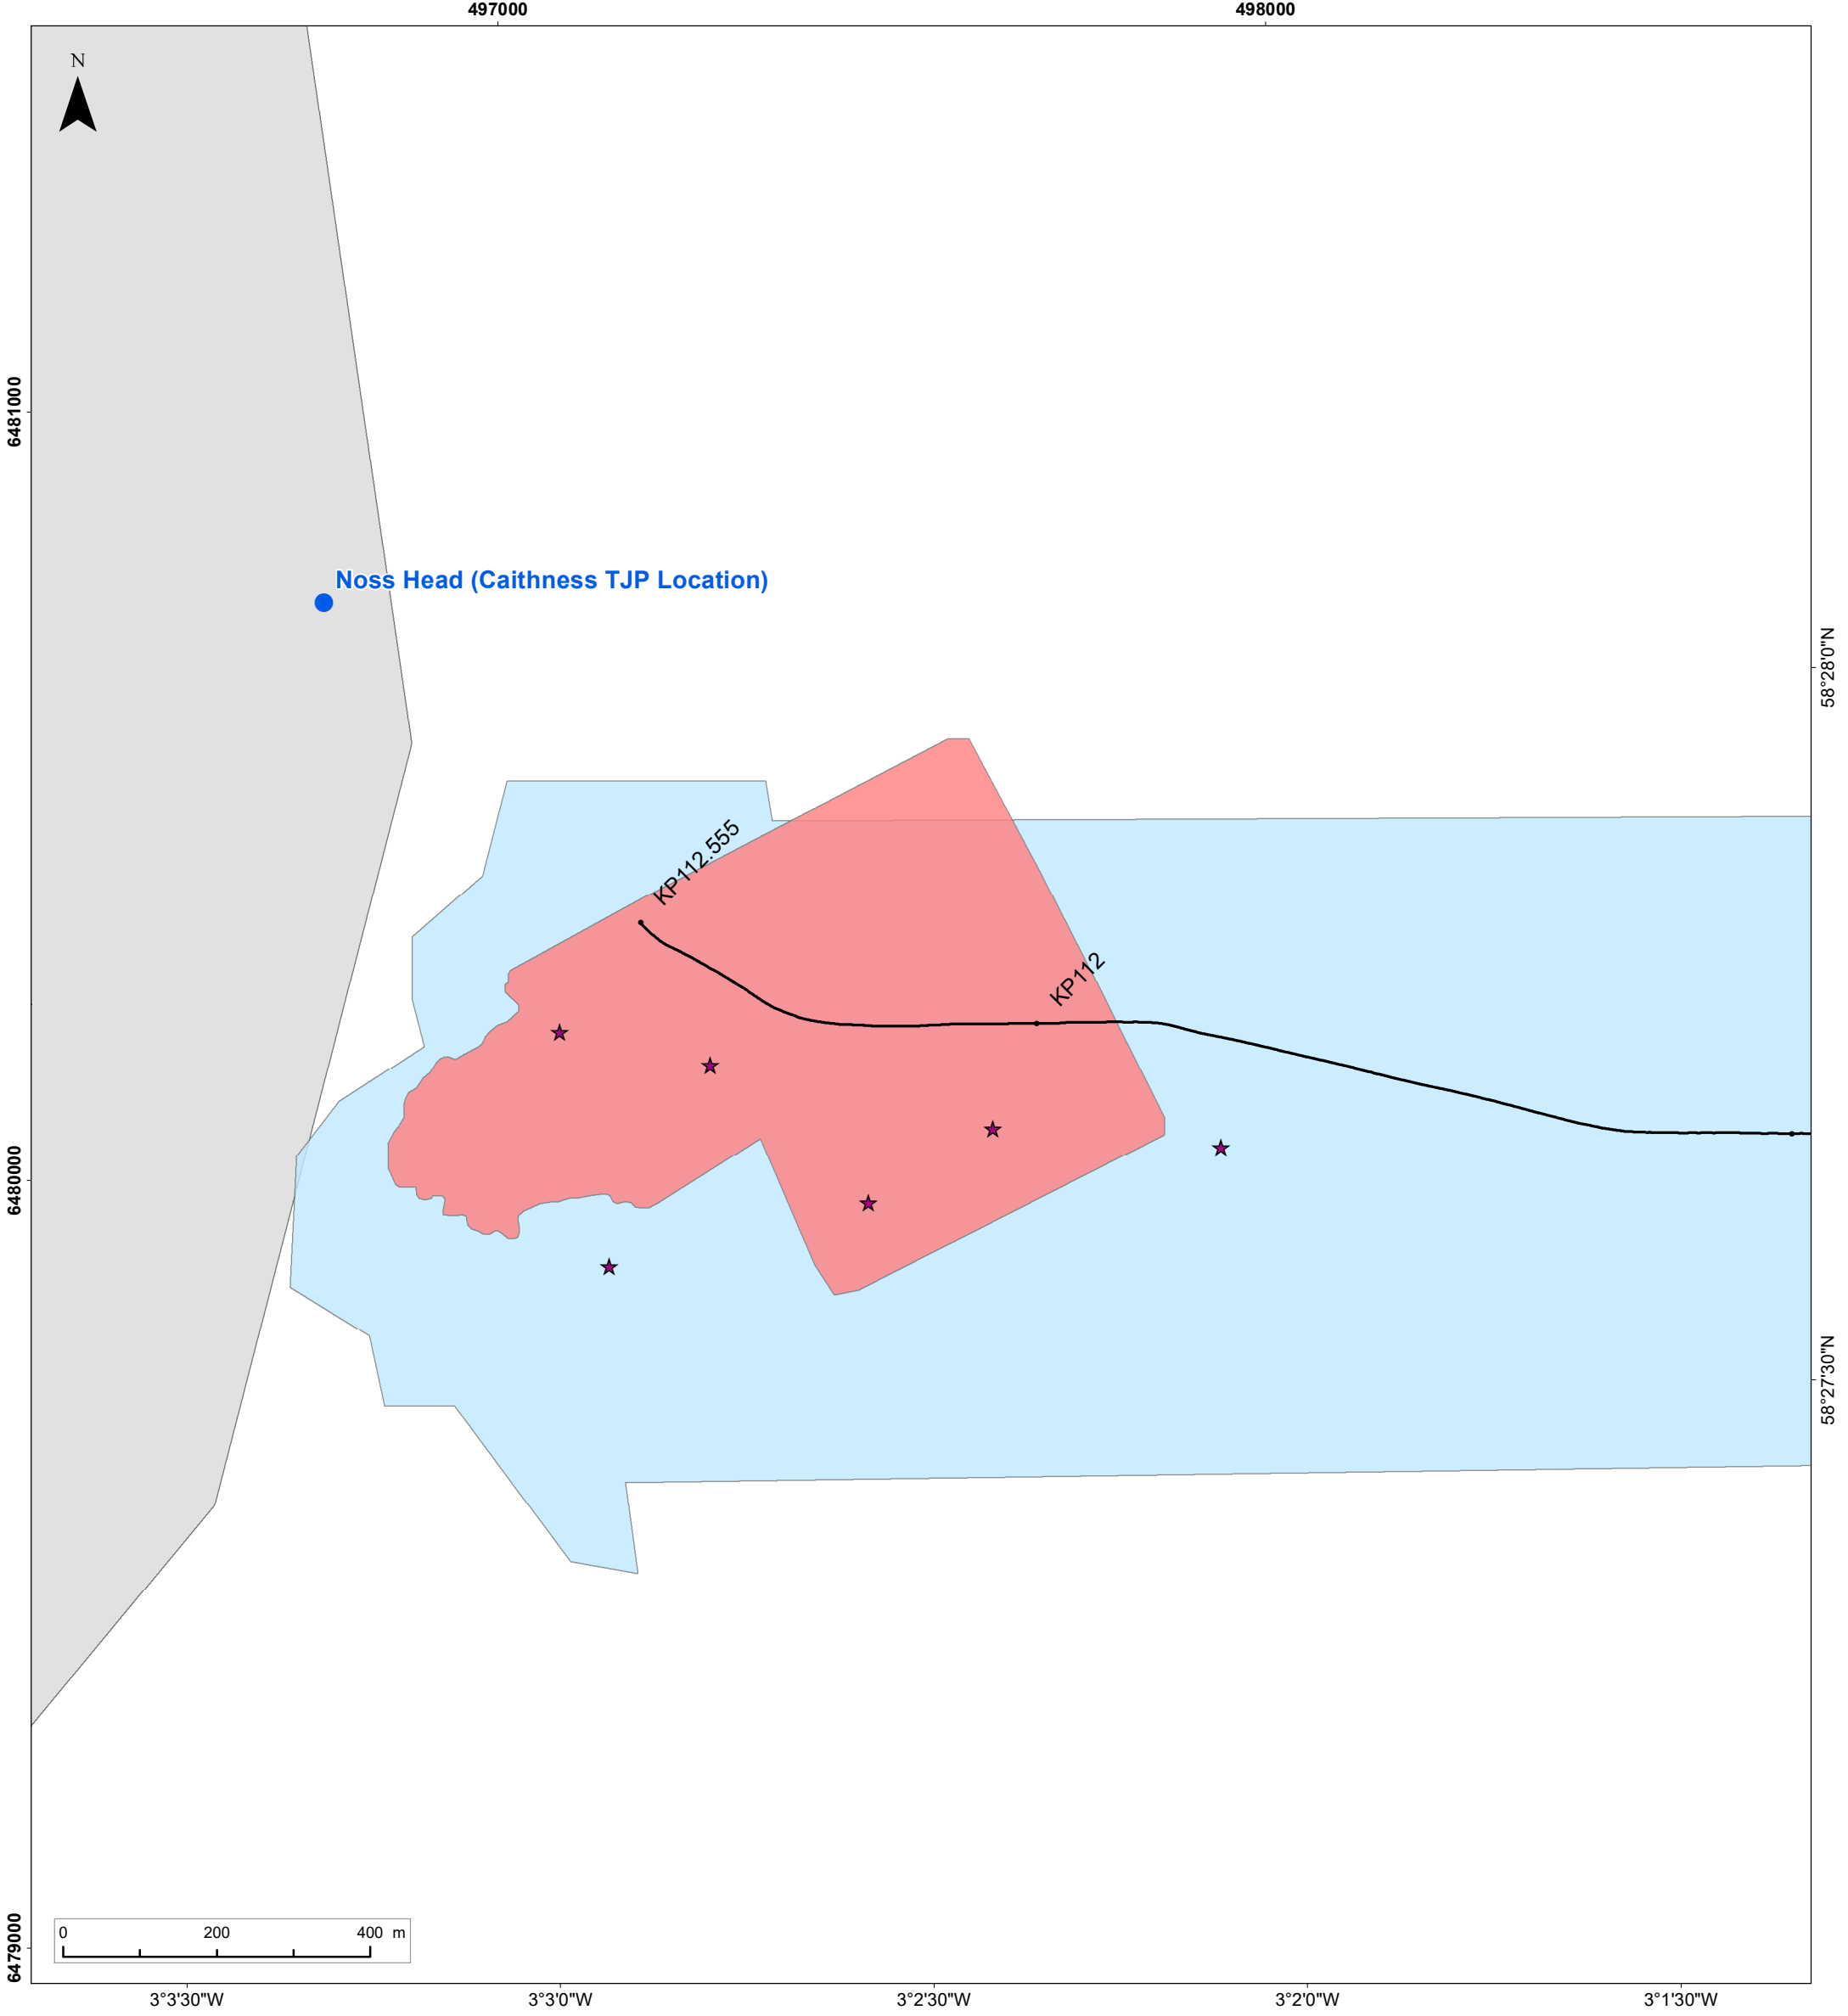 497000
498000
N
6481000
Noss Head (Caithness TJP Location)
58°28'0"N
KP112.555
KP112
6480000
58°27'30"N
0
200
400 m
6479000
3°3'30"W
3°3'0"W
3°2'30"W
3°2'0"W
3°1'30"W